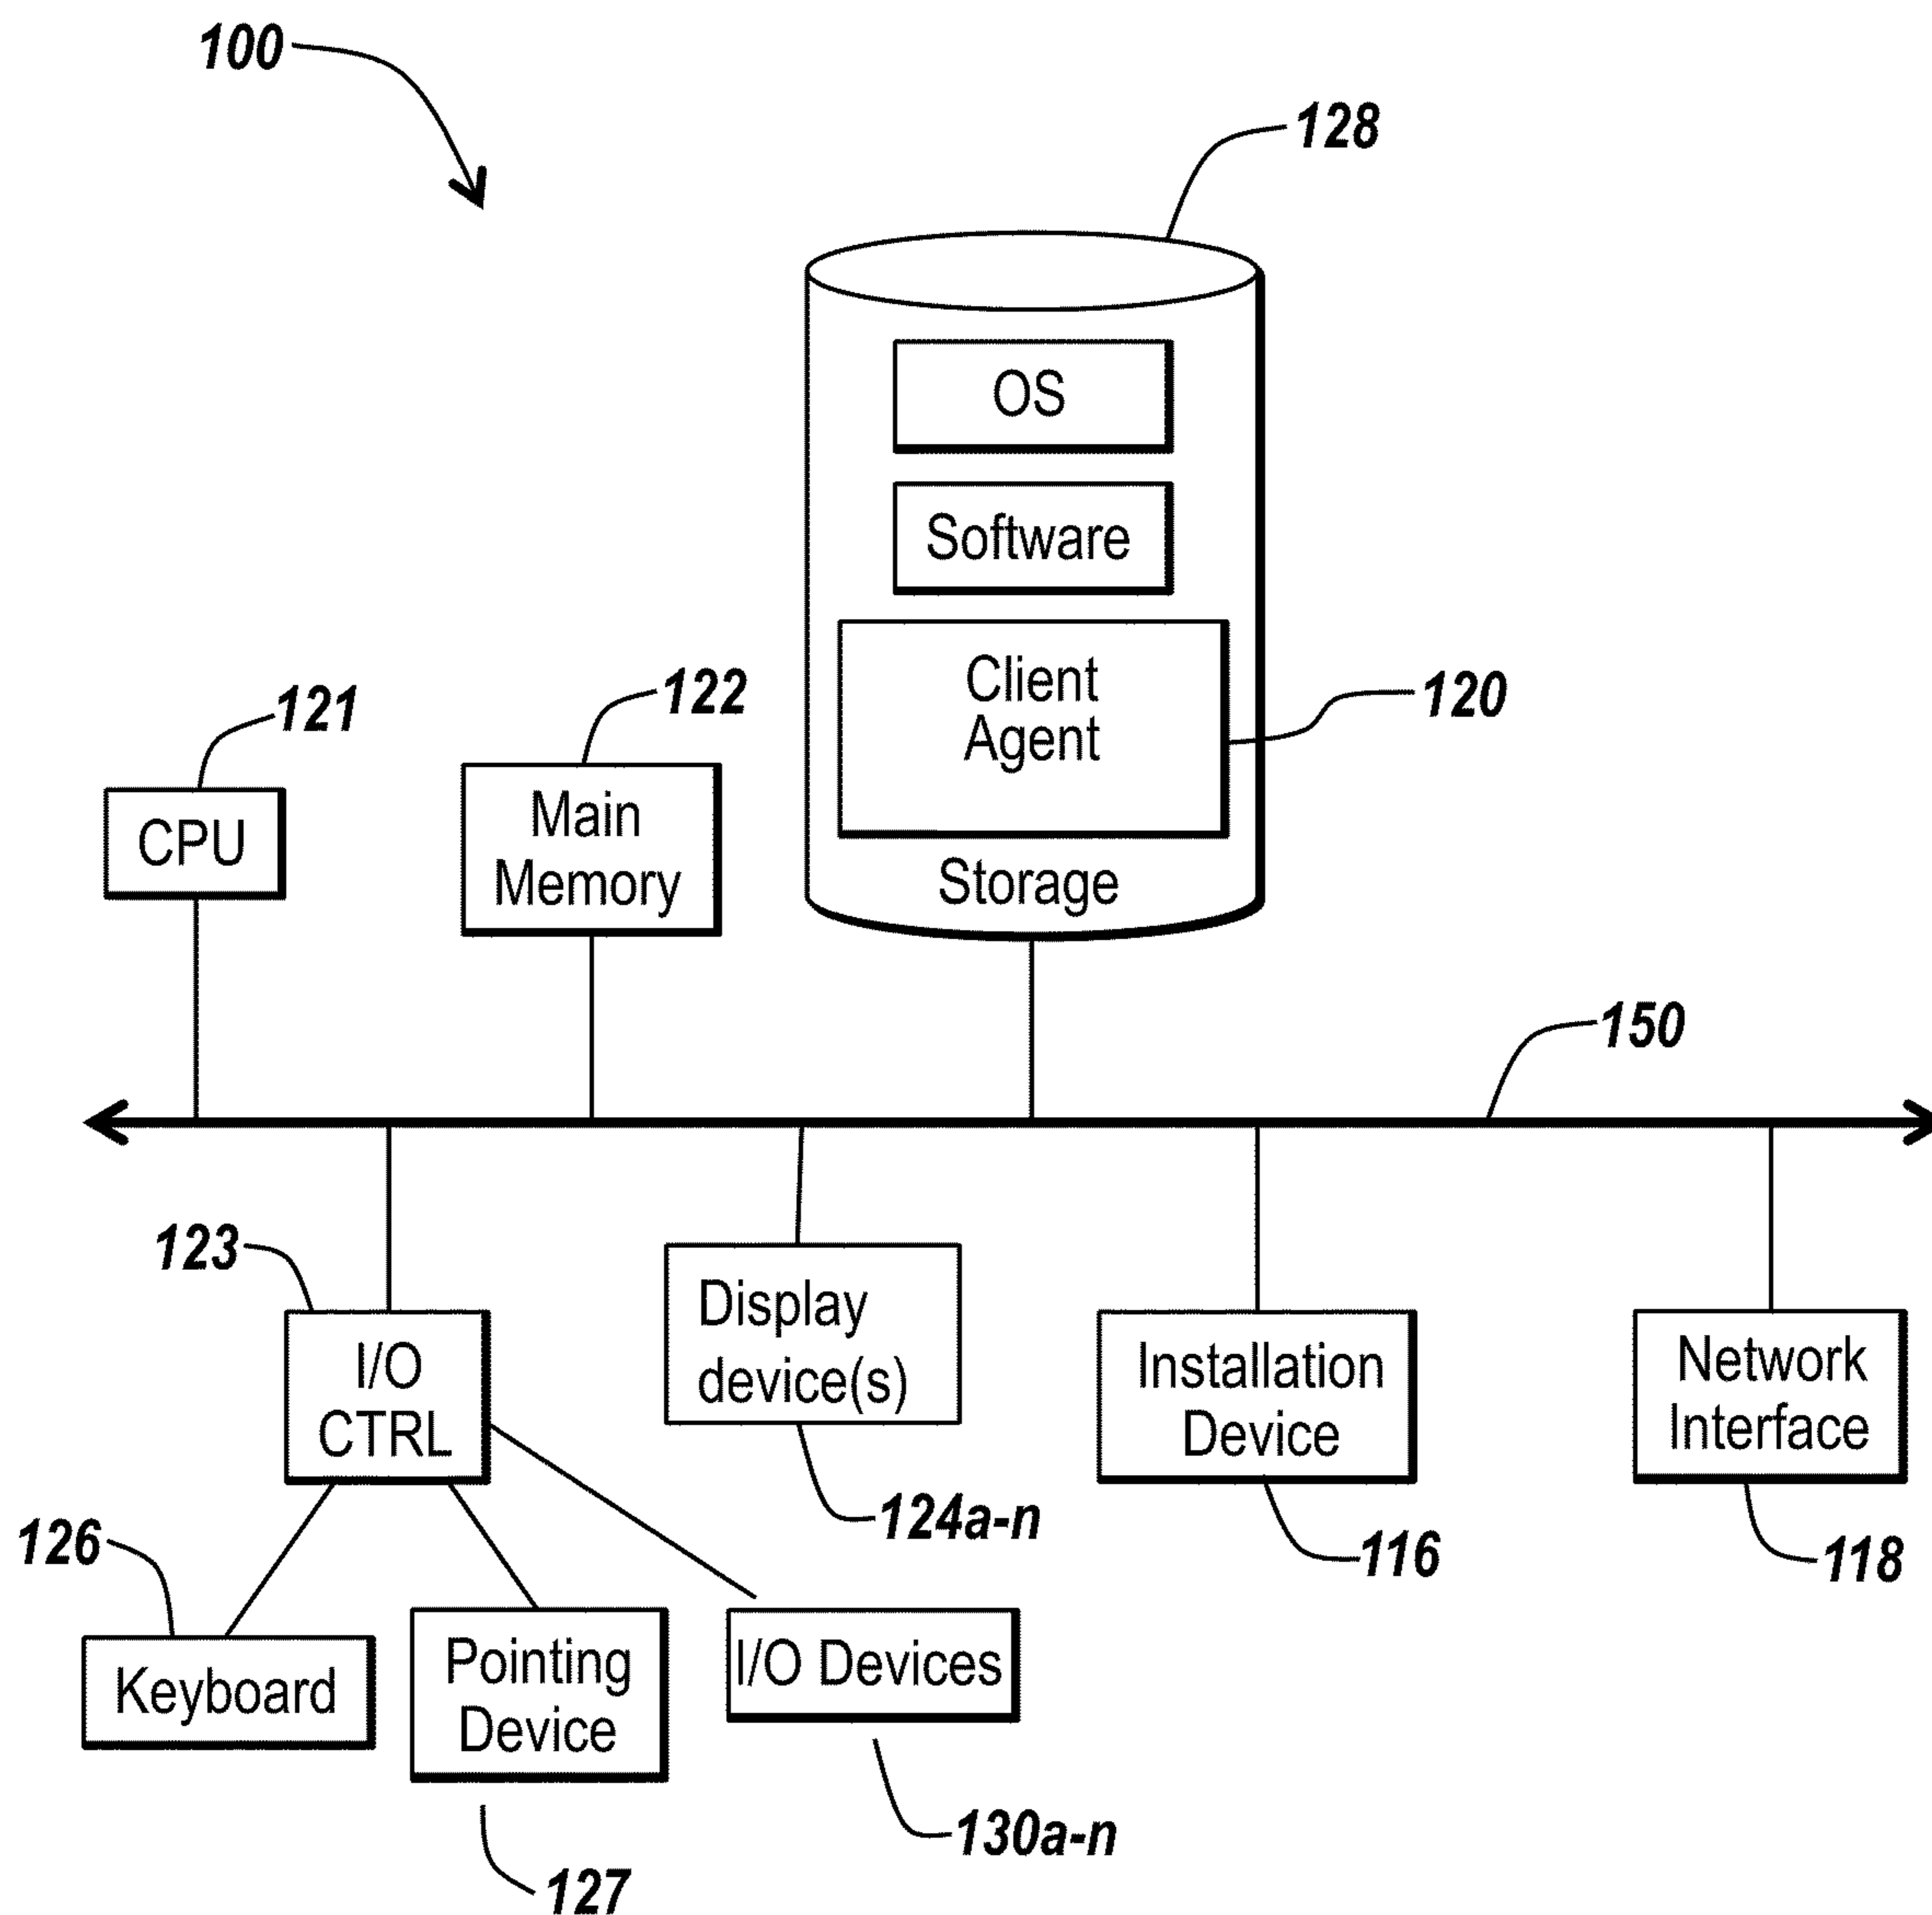 100
128
OS
Software
Client
Agent
120
Storage
121
CPU
122
Main
Memory
150
123
I/O
CTRL
Display
device(s)
124a-n
Installation
Device
116
Network
Interface
118
126
Keyboard
Pointing
Device
127
I/O Devices
130a-n